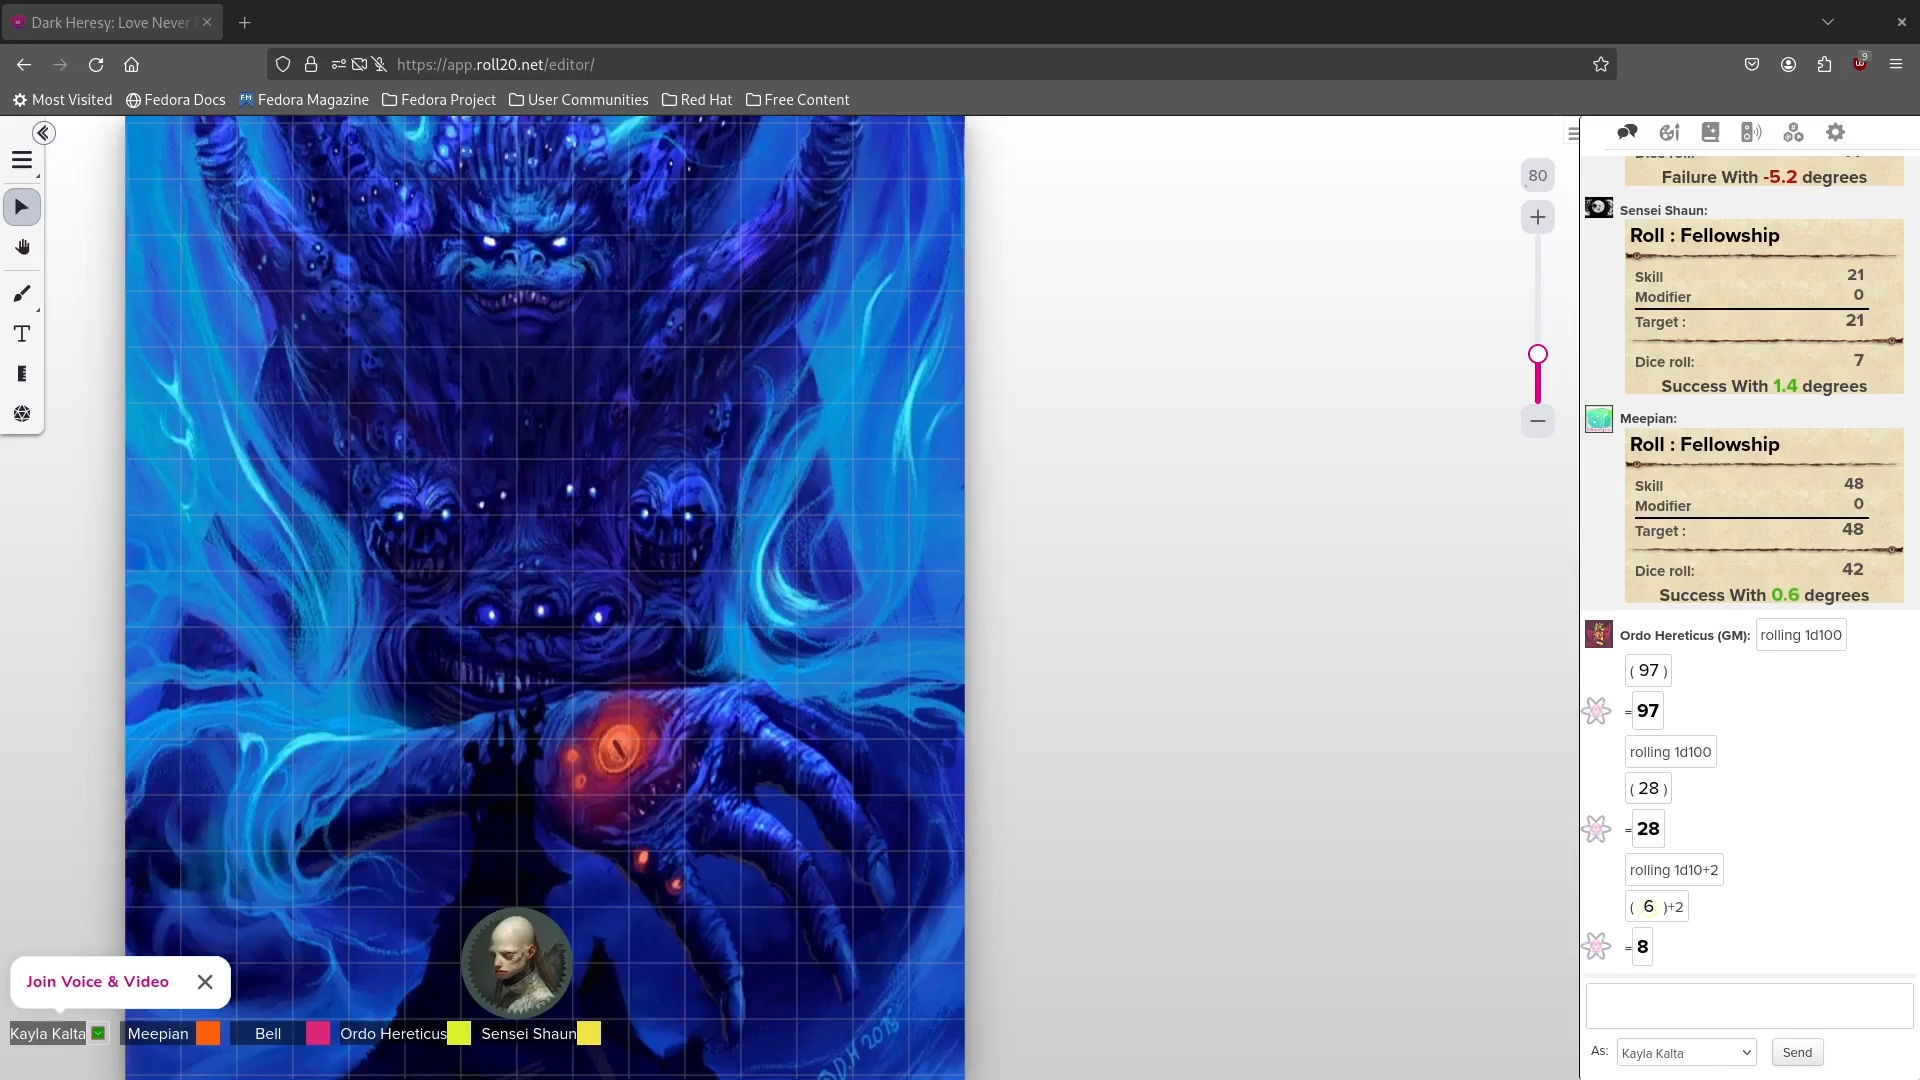 Dark Heresy: Love Never
https://app.roll20.net/editor/
9
Most Visited
Fedora Docs
Fedora Magazine
Fedora Project
User Communities
Red Hat
Free Content
80
Failure With -5.2 degrees
Sensei Shaun:
Roll : Fellowship
Skill 21
Modifier 0
Target : 21
Dice roll: 7
Success With 1.4 degrees
Meepian:
Roll : Fellowship
Skill 48
Modifier 0
Target : 48
Dice roll: 42
Success With 0.6 degrees
Ordo Hereticus (GM): rolling 1d100
( 97 )
= 97
rolling 1d100
( 28 )
= 28
rolling 1d10+2
( 6 )+2
= 8
As: Kayla Kalta Send
D.H 2015
Join Voice & Video
Kayla Kalta
Meepian
Bell
Ordo Hereticus
Sensei Shaun